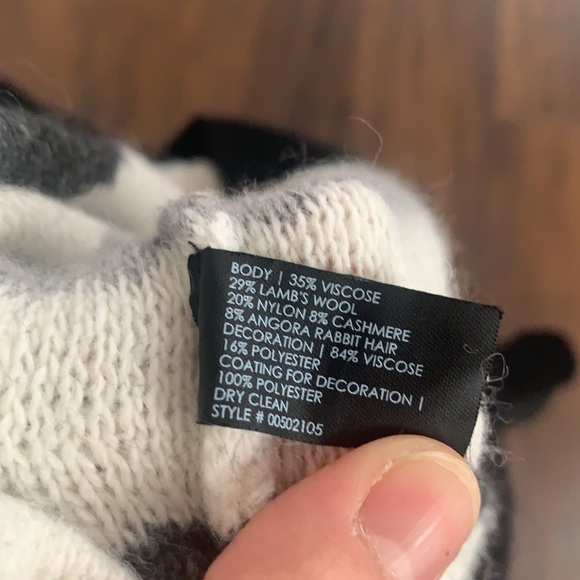 BODY | 35% VISCOSE
29% LAMB'S WOOL
20% NYLON 8% CASHMERE
8% ANGORA RABBIT HAIR
DECORATION | 84% VISCOSE
16% POLYESTER
COATING FOR DECORATION |
100% POLYESTER
DRY CLEAN
STYLE # 00502105